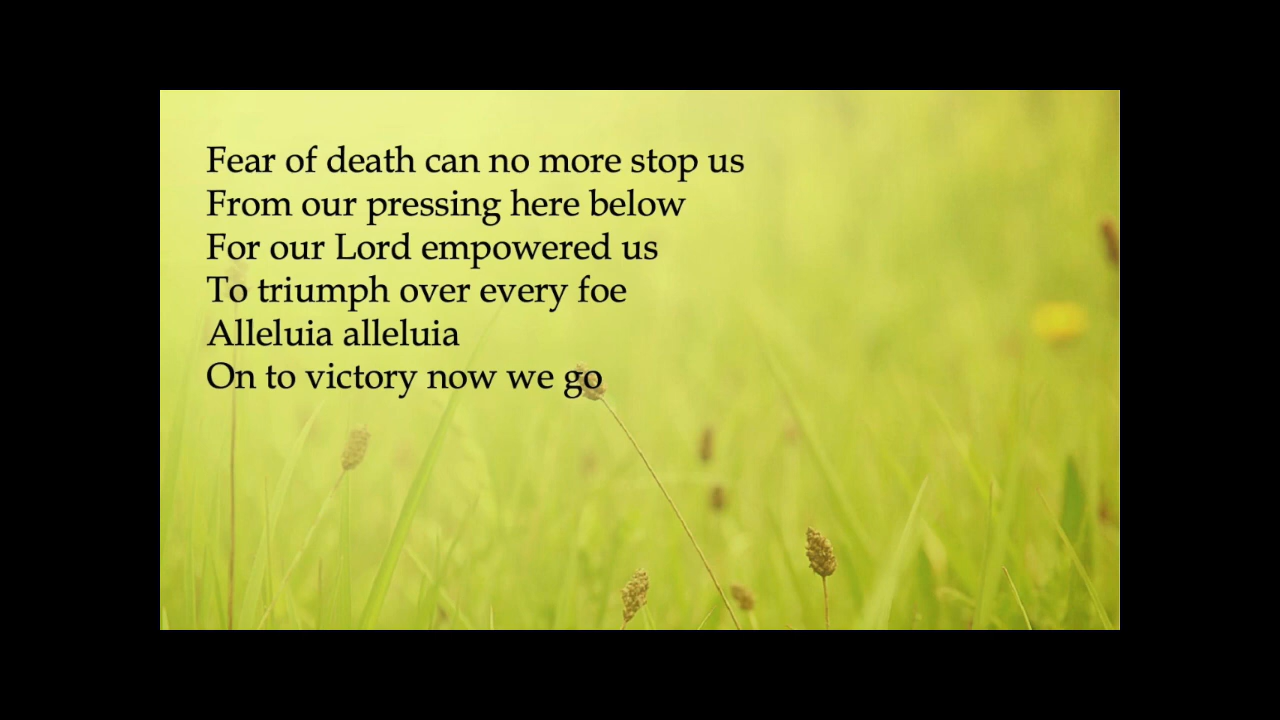 Fear of death can no more stop us
From our pressing here below
For our Lord empowered us
To triumph over every foe
Alleluia alleluia
On to victory now we go